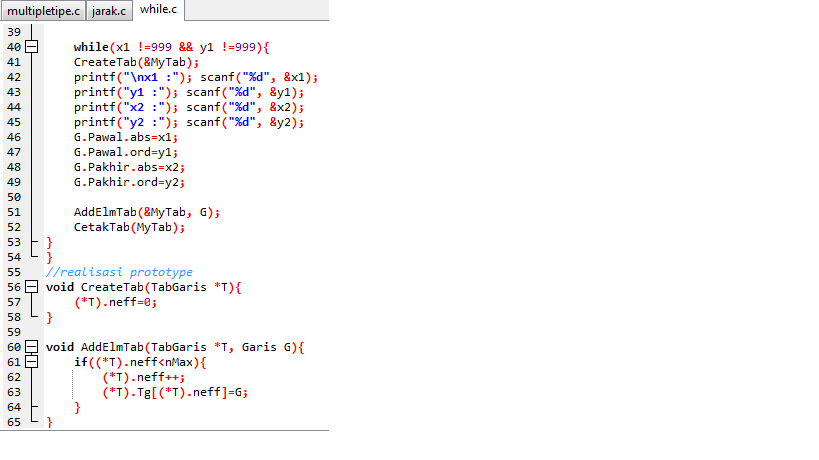 multipletipe.c jarak.c while.c
39
40 while(x1 !=999 && y1 !=999){
41 CreateTab(&MyTab);
42 printf("\nx1 :"); scanf("%d", &x1);
43 printf("y1 :"); scanf("%d", &y1);
44 printf("x2 :"); scanf("%d", &x2);
45 printf("y2 :"); scanf("%d", &y2);
46 G.Pawal.abs=x1;
47 G.Pawal.ord=y1;
48 G.Pakhir.abs=x2;
49 G.Pakhir.ord=y2;
50
51 AddElmTab(&MyTab, G);
52 CetakTab(MyTab);
53 }
54 }
55 //realisasi prototype
56 void CreateTab(TabGaris *T){
57 (*T).neff=0;
58 }
59
60 void AddElmTab(TabGaris *T, Garis G){
61 if((*T).neff<nMax){
62 (*T).neff++;
63 (*T).Tg[(*T).neff]=G;
64 }
65 }